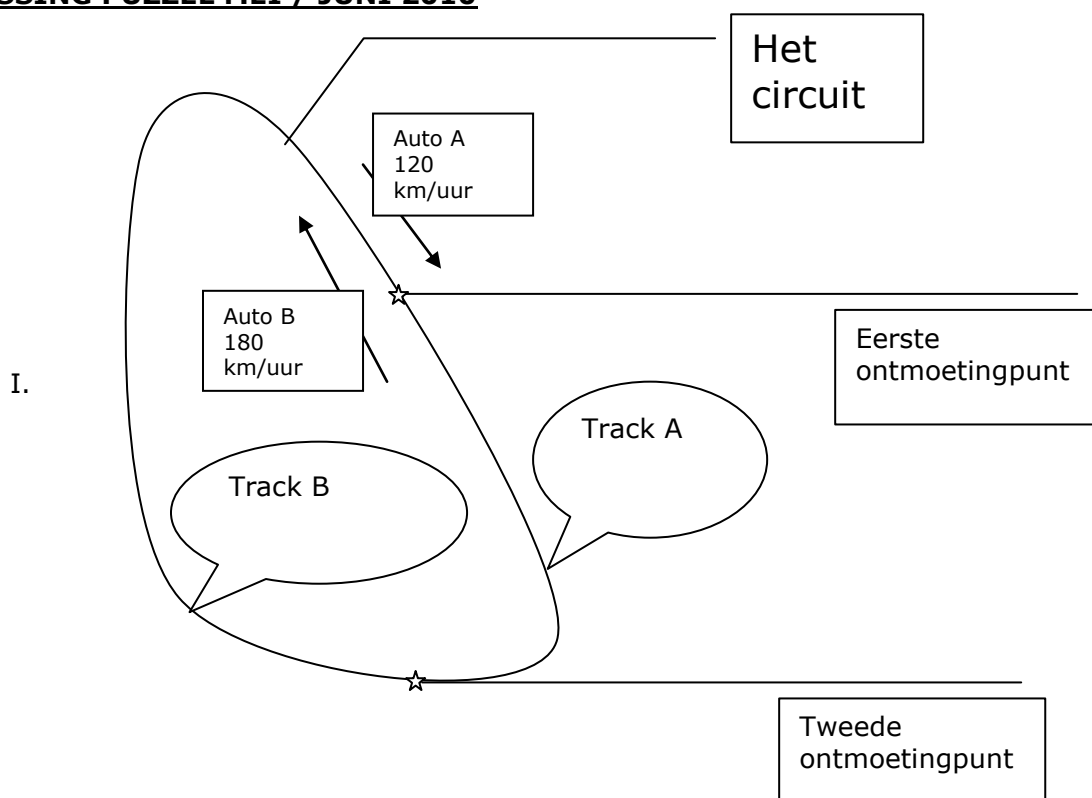 Het
circuit
Auto A
120
km/uur
Auto B
180
km/uur
Eerste
ontmoetingpunt
I.
Track A
Track B
Tweede
ontmoetingpunt